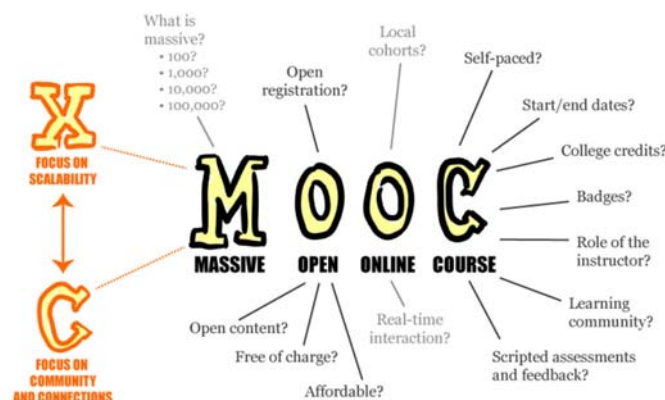 What is
massive?
• 100?
• 1,000?
• 10,000?
• 100,000?
Local
cohorts?
Open
registration?
Self-paced?
Start/end dates?
College credits?
Badges?
Role of the
instructor?
Learning
community?
Scripted assessments
and feedback?
X
FOCUS ON
SCALABILITY
C
FOCUS ON
COMMUNITY
AND CONNECTIONS
MOOC
MASSIVE OPEN ONLINE COURSE
Open content?
Free of charge?
Affordable?
Real-time
interaction?